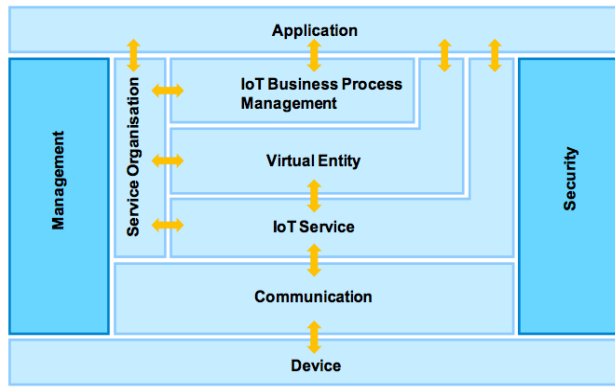 Application
Management
Service Organisation
IoT Business Process
Management
Virtual Entity
IoT Service
Security
Communication
Device